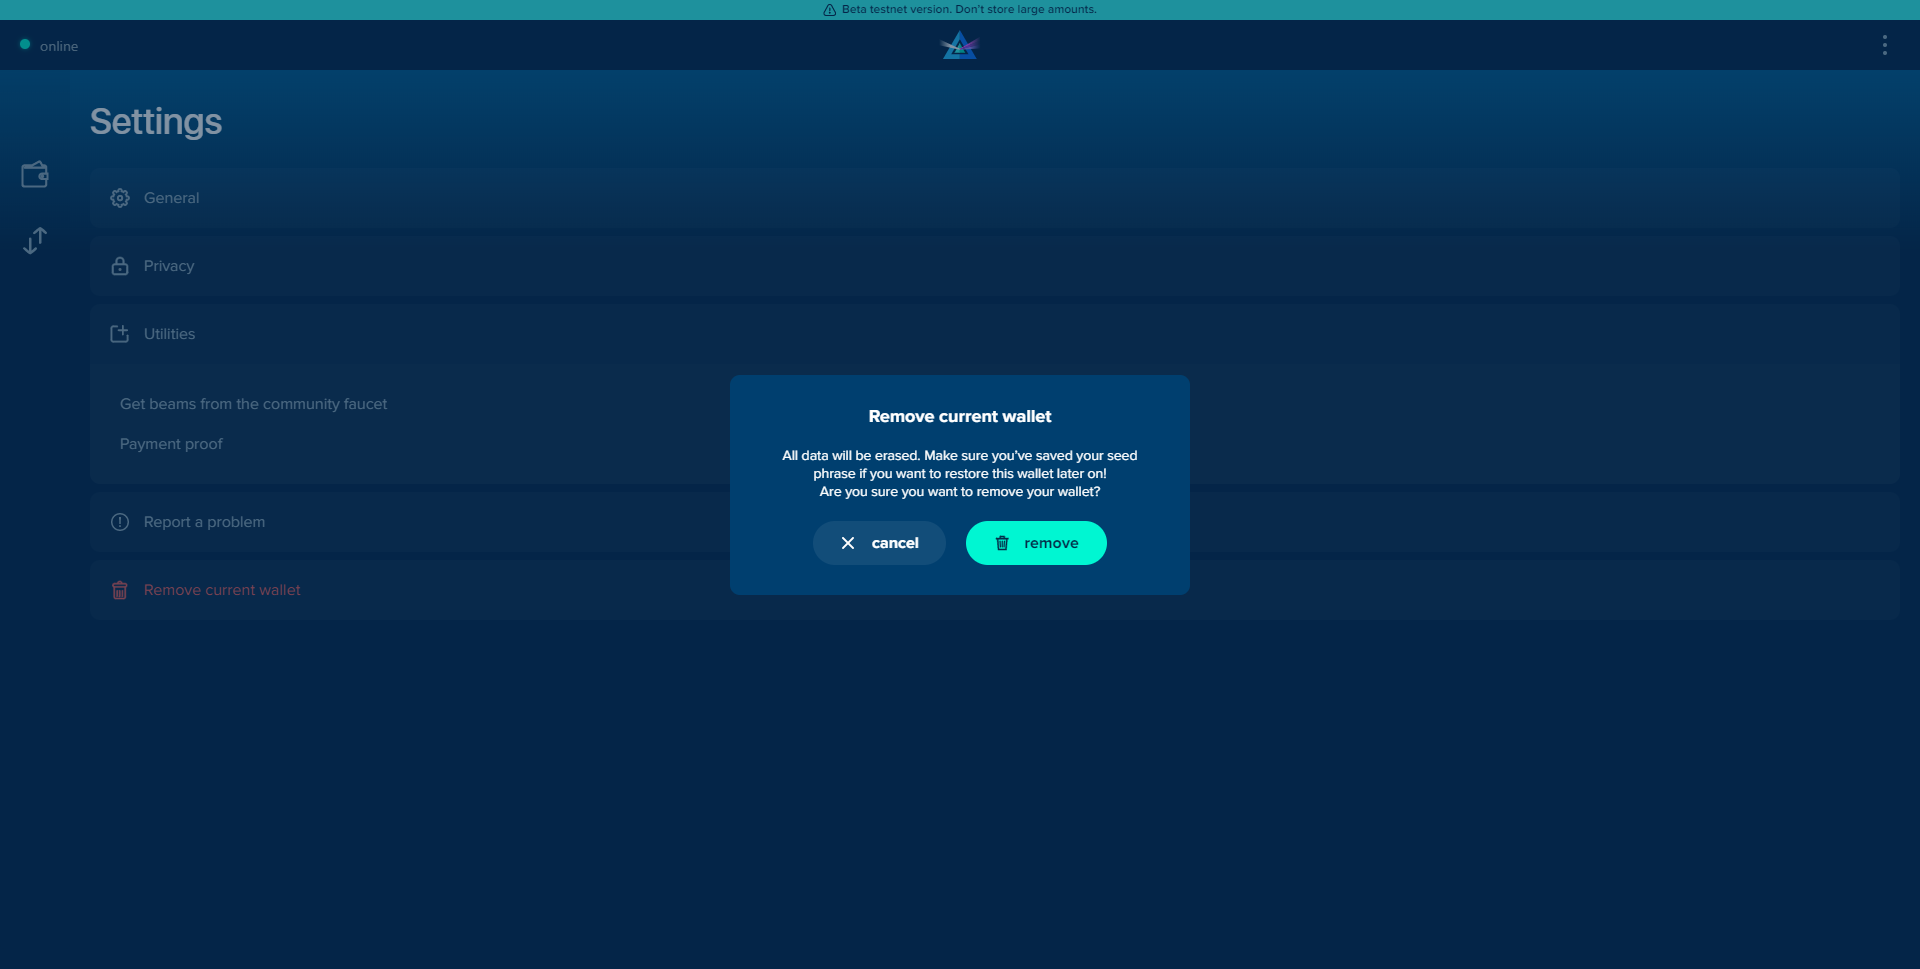 Beta testnet version. Don't store large amounts.
online
Settings
General
Privacy
Utilities
Get beams from the community faucet
Payment proof
Report a problem
Remove current wallet
Remove current wallet
All data will be erased. Make sure you've saved your seed
phrase if you want to restore this wallet later on!
Are you sure you want to remove your wallet?
cancel
remove